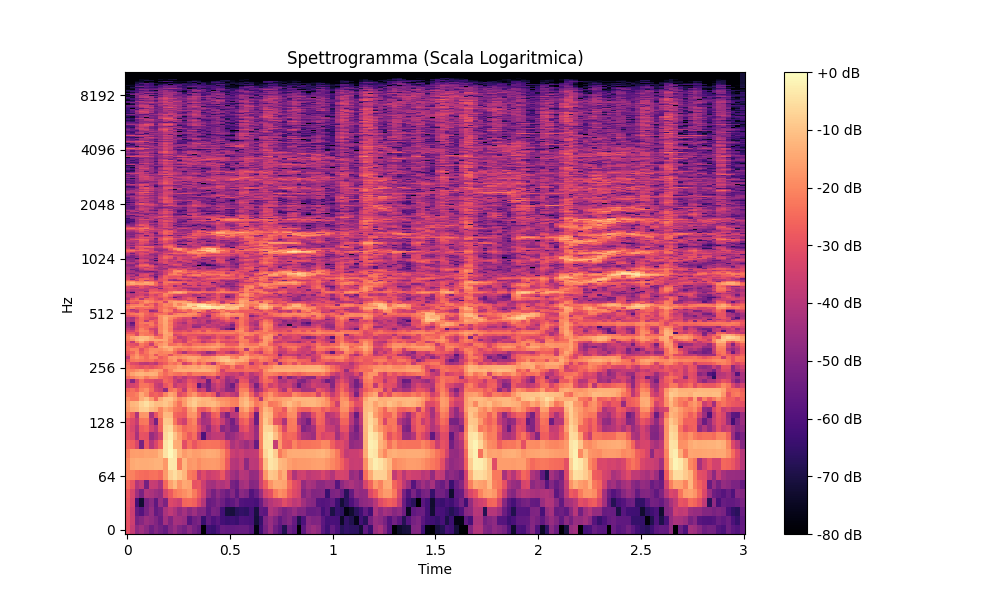 Spettrogramma (Scala Logaritmica)
Hz
8192
4096
2048
1024
512
256
128
64
0
0 0.5 1 1.5 2 2.5 3
Time
+0 dB
-10 dB
-20 dB
-30 dB
-40 dB
-50 dB
-60 dB
-70 dB
-80 dB